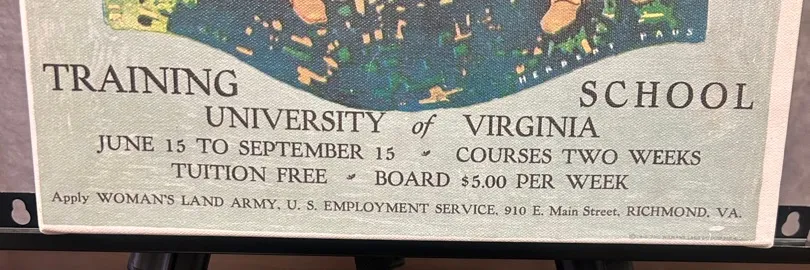 HERBERT PAUS
TRAINING SCHOOL
UNIVERSITY of VIRGINIA
JUNE 15 TO SEPTEMBER 15 COURSES TWO WEEKS
TUITION FREE BOARD $5.00 PER WEEK
Apply WOMAN'S LAND ARMY, U. S. EMPLOYMENT SERVICE, 910 E. Main Street, RICHMOND, VA.